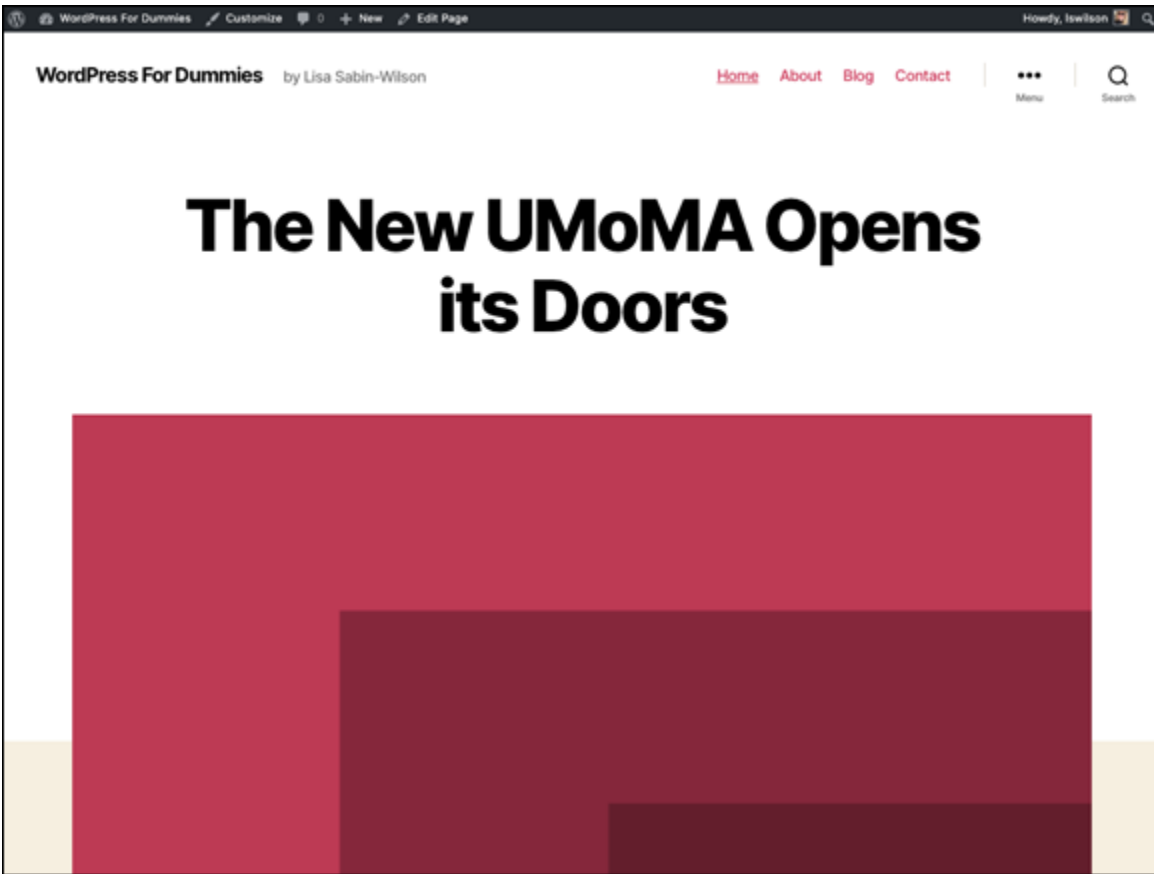 WordPress For Dummies Customize 0 New Edit Page Howdy, lswilson
WordPress For Dummies by Lisa Sabin-Wilson Home About Blog Contact
Menu Search
The New UMoMA Opens
its Doors